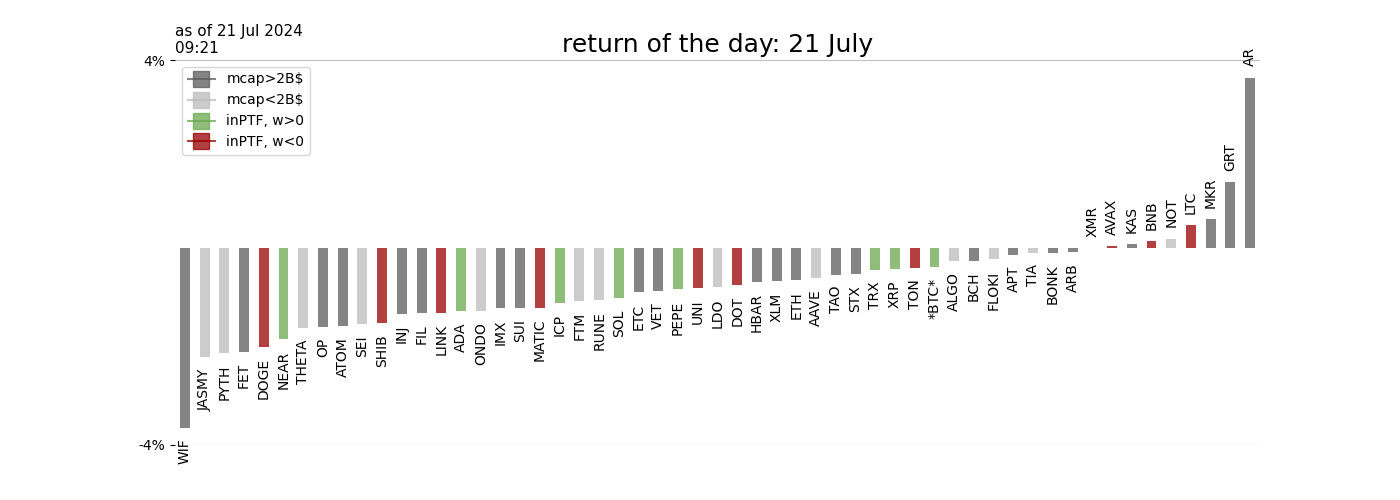 as of 21 Jul 2024
09:21
return of the day: 21 July
4%
mcap>2B$
mcap<2B$
inPTF, w>0
inPTF, w<0
-4%
WIF
JASMY
PYTH
FET
DOGE
NEAR
THETA
OP
ATOM
SEI
SHIB
INJ
FIL
LINK
ADA
ONDO
IMX
SUI
MATIC
ICP
FTM
RUNE
SOL
ETC
VET
PEPE
UNI
LDO
DOT
HBAR
XLM
ETH
AAVE
TAO
STX
TRX
XRP
TON
*BTC*
ALGO
BCH
FLOKI
APT
TIA
BONK
ARB
XMR
AVAX
KAS
BNB
NOT
LTC
MKR
GRT
AR